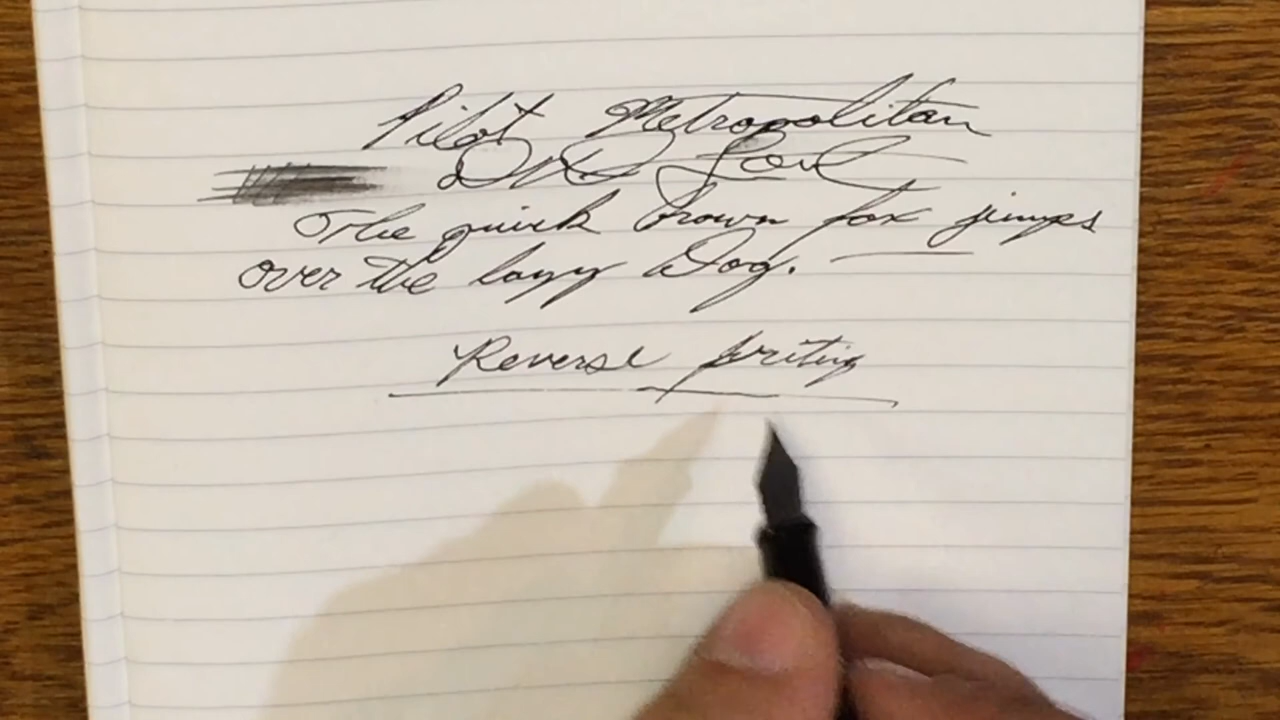 Pilot Metropolitan
The quick brown fox jumps
over the lazy Dog.
Reverse Writing